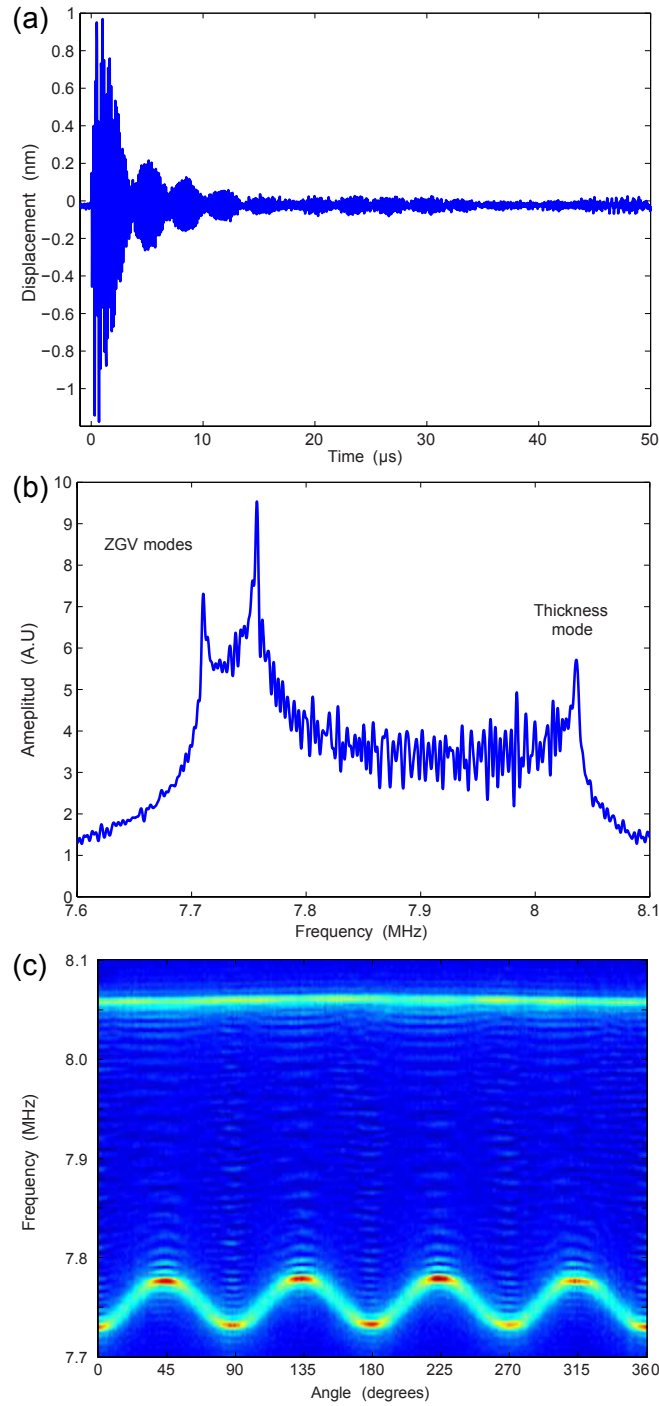 (a)
1
0.8
0.6
0.4
0.2
0
−0.2
−0.4
−0.6
−0.8
−1
Displacement (nm)
0 10 20 30 40 50
Time (µs)
(b)
10
9
8
7
6
5
4
3
2
1
0
Ameplitud (A.U)
ZGV modes
Thickness
mode
7.6 7.7 7.8 7.9 8 8.1
Frequency (MHz)
(c)
8.1
8.0
7.9
7.8
7.7
Frequency (MHz)
0 45 90 135 180 225 270 315 360
Angle (degrees)